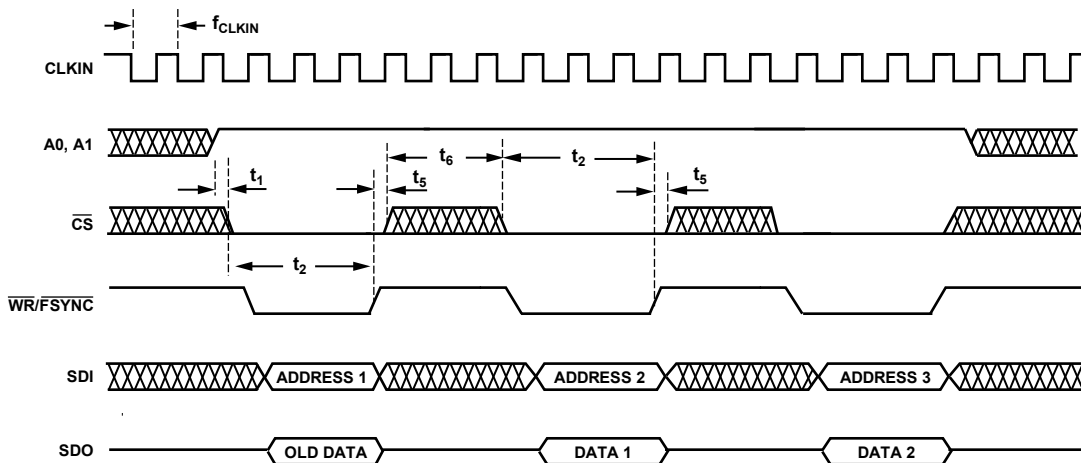 fCLKIN
CLKIN
A0, A1
t6
t2
t1
t5
t5
CS
t2
WR/FSYNC
SDI
ADDRESS 1
ADDRESS 2
ADDRESS 3
SDO
OLD DATA
DATA 1
DATA 2